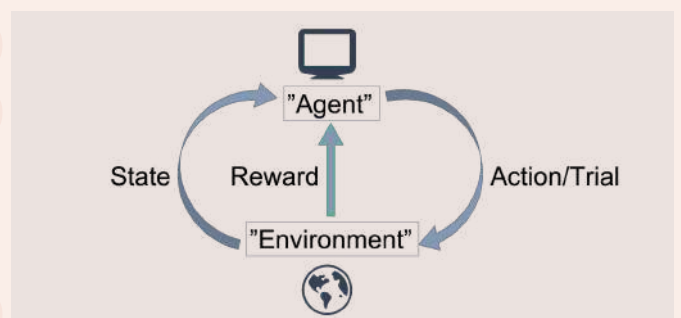 ”Agent”
State
Reward
Action/Trial
”Environment”